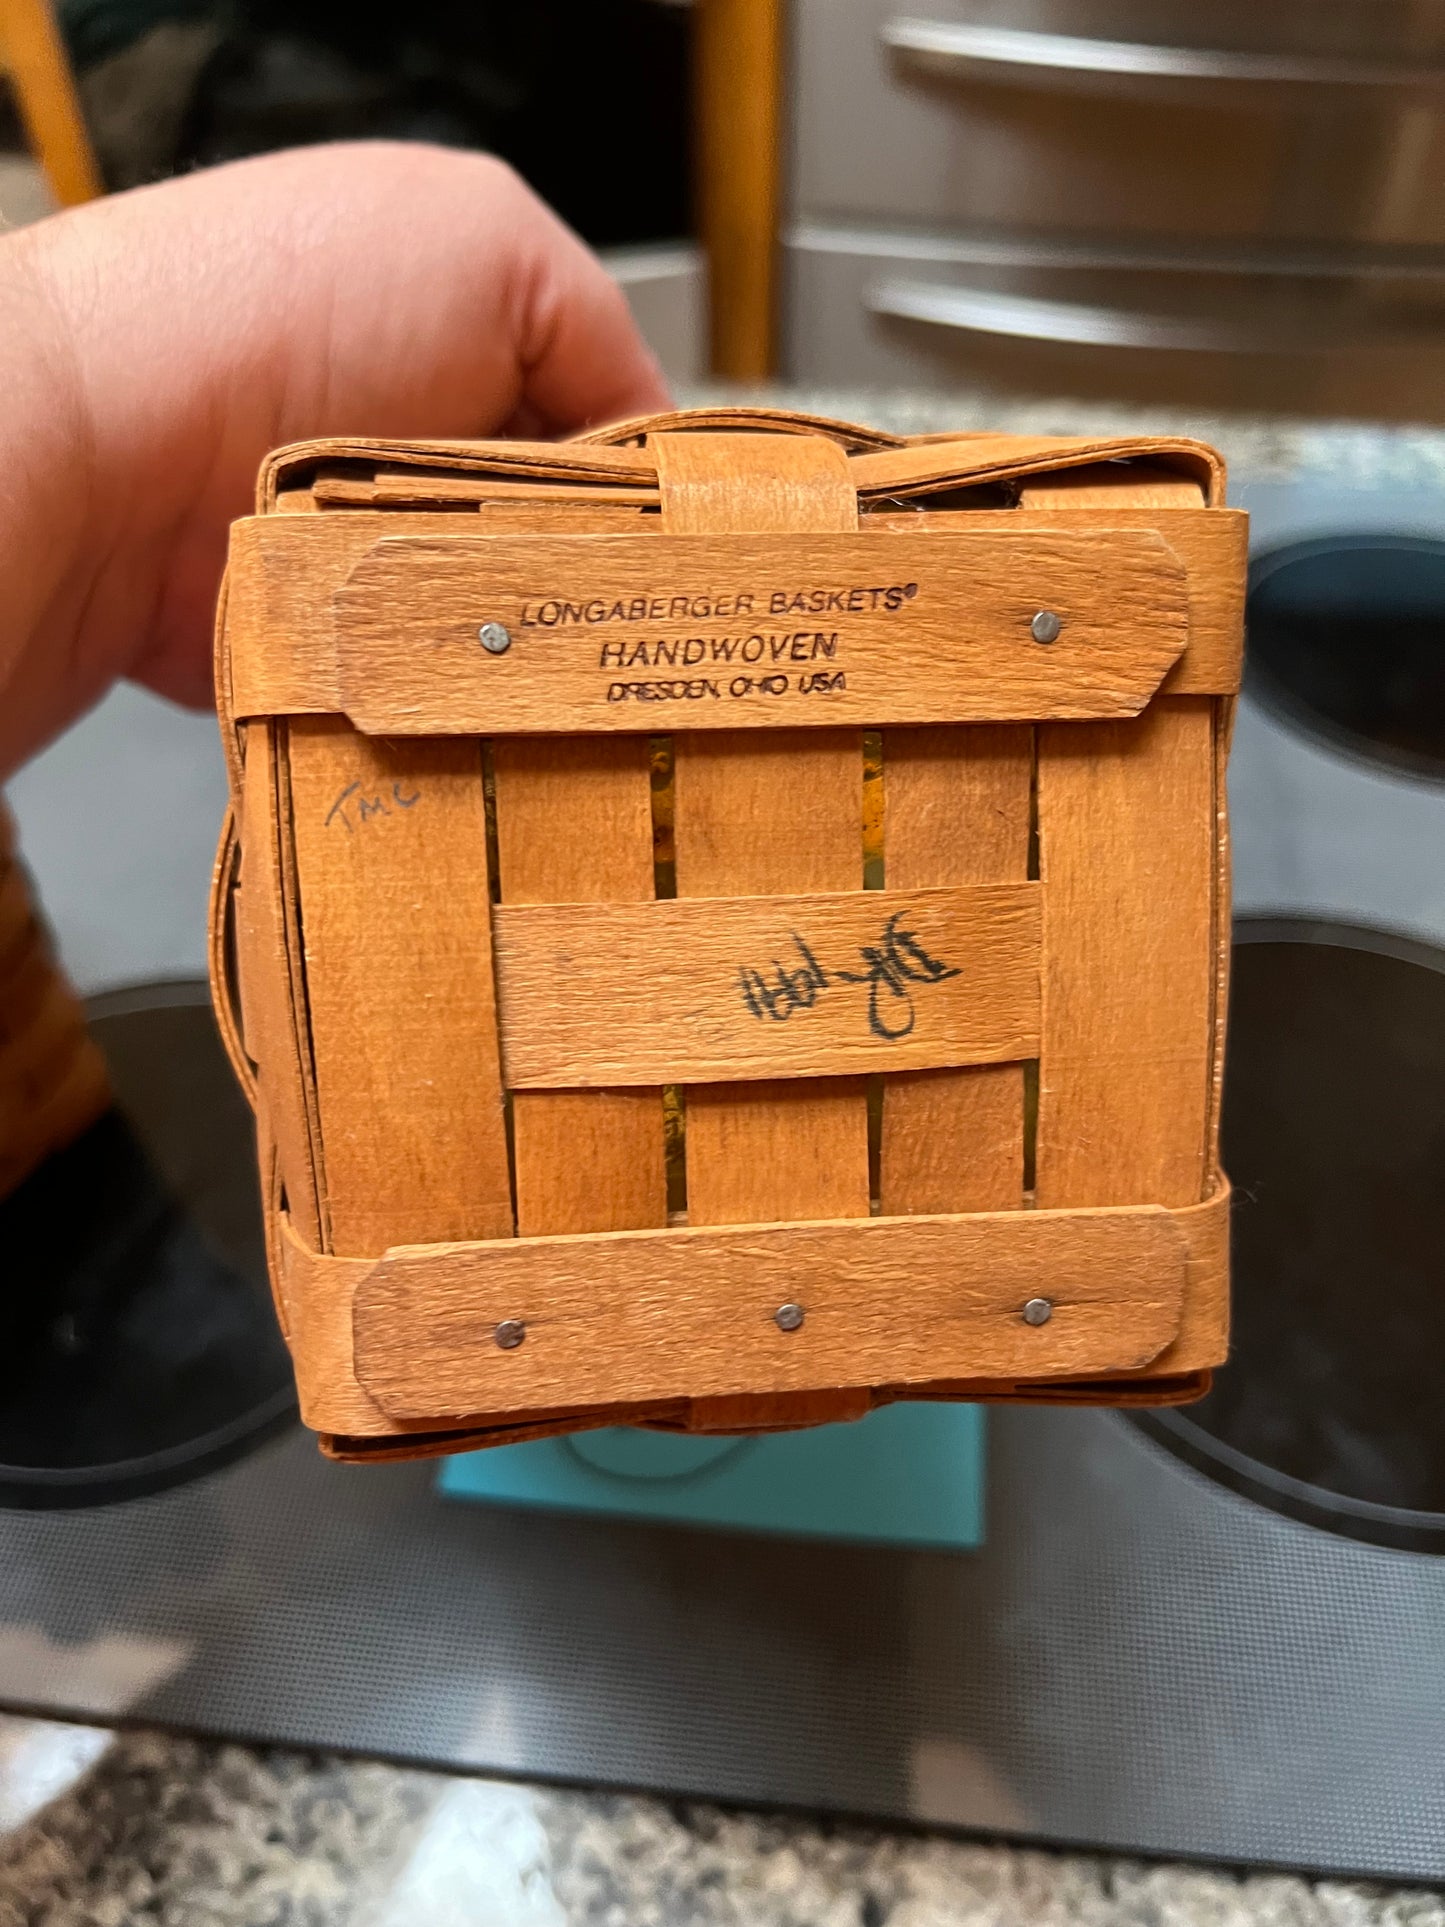 LONGABERGER BASKETS®
HANDWOVEN
DRESDEN, OHIO USA
TMC